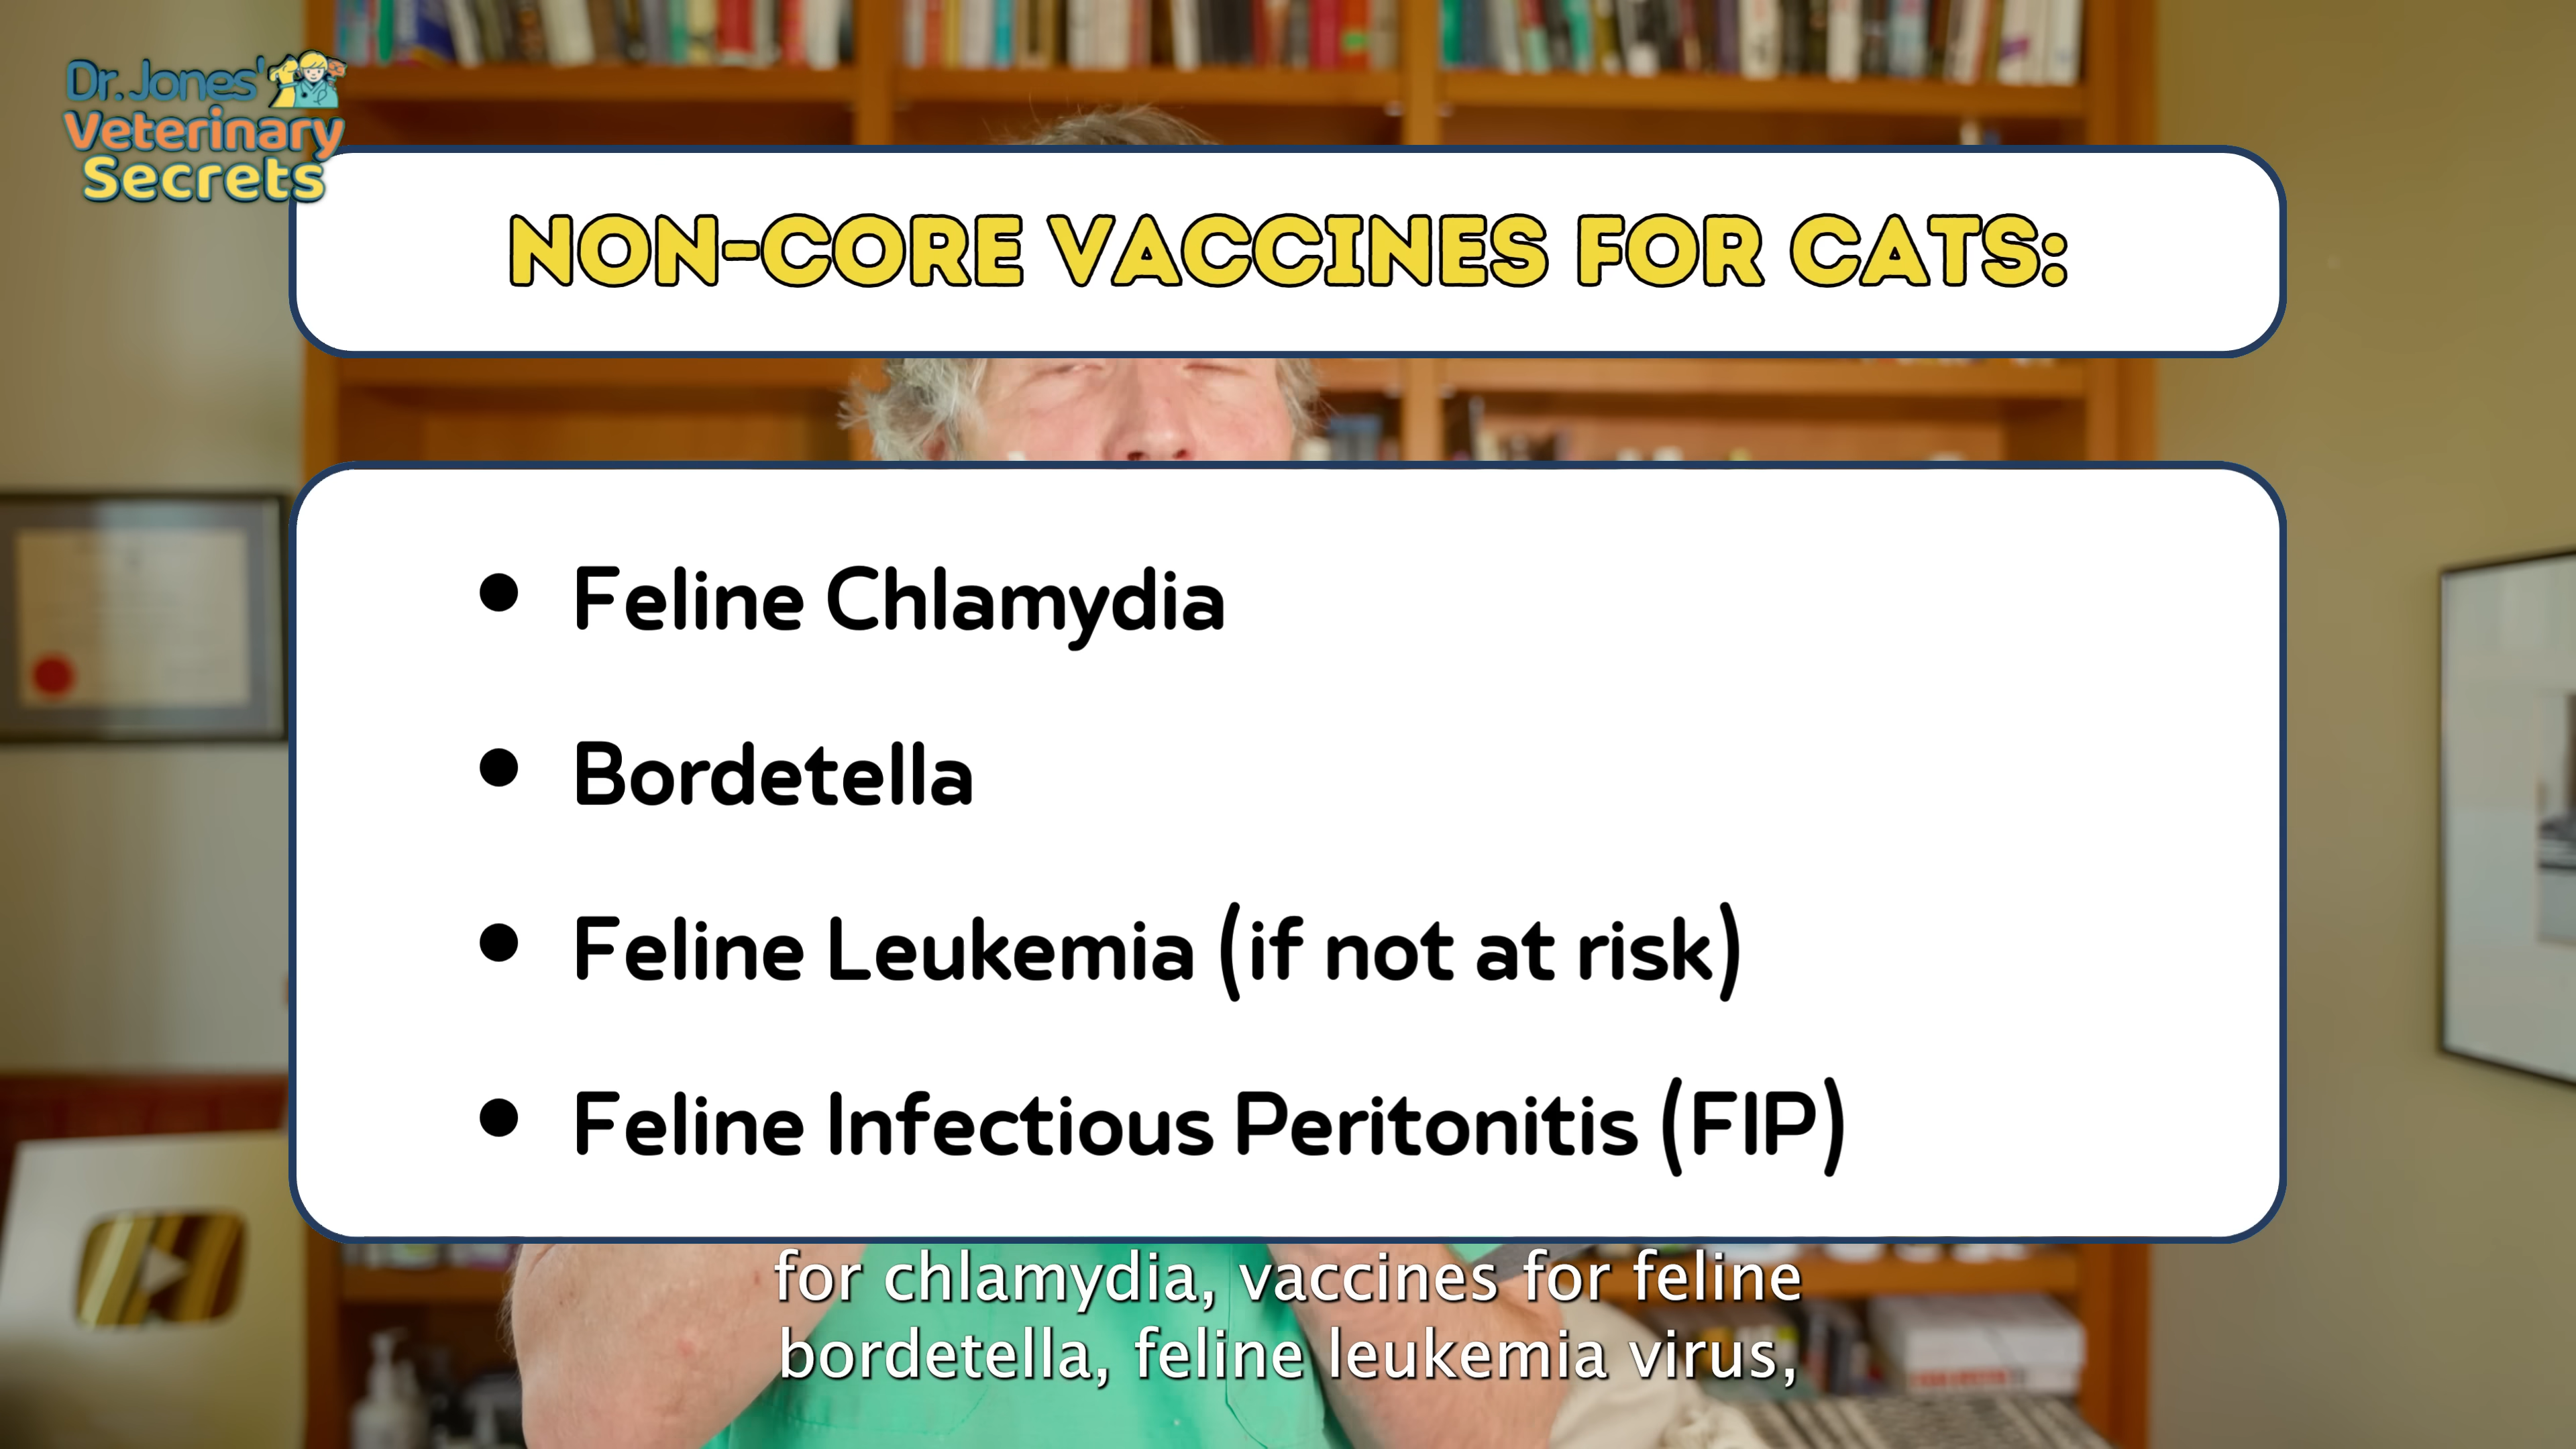 Dr. Jones'
Veterinary
Secrets
NON-CORE VACCINES FOR CATS:
• Feline Chlamydia
• Bordetella
• Feline Leukemia (if not at risk)
• Feline Infectious Peritonitis (FIP)
for chlamydia, vaccines for feline
bordetella, feline leukemia virus,